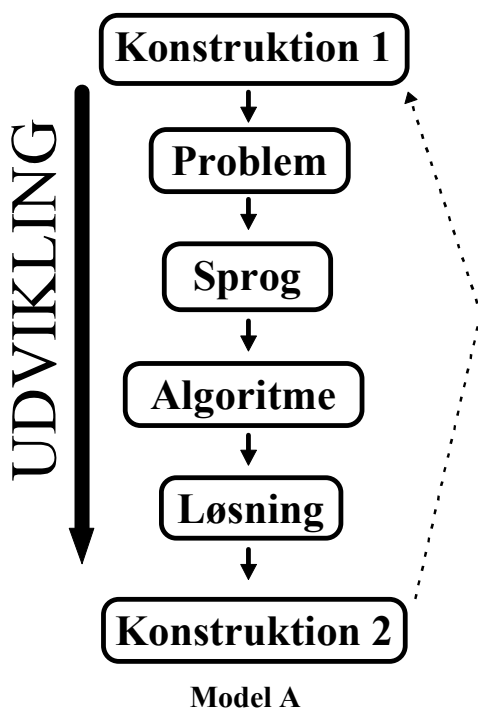 Konstruktion 1
UDVIKLING
Problem
Sprog
Algoritme
Løsning
Konstruktion 2
Model A